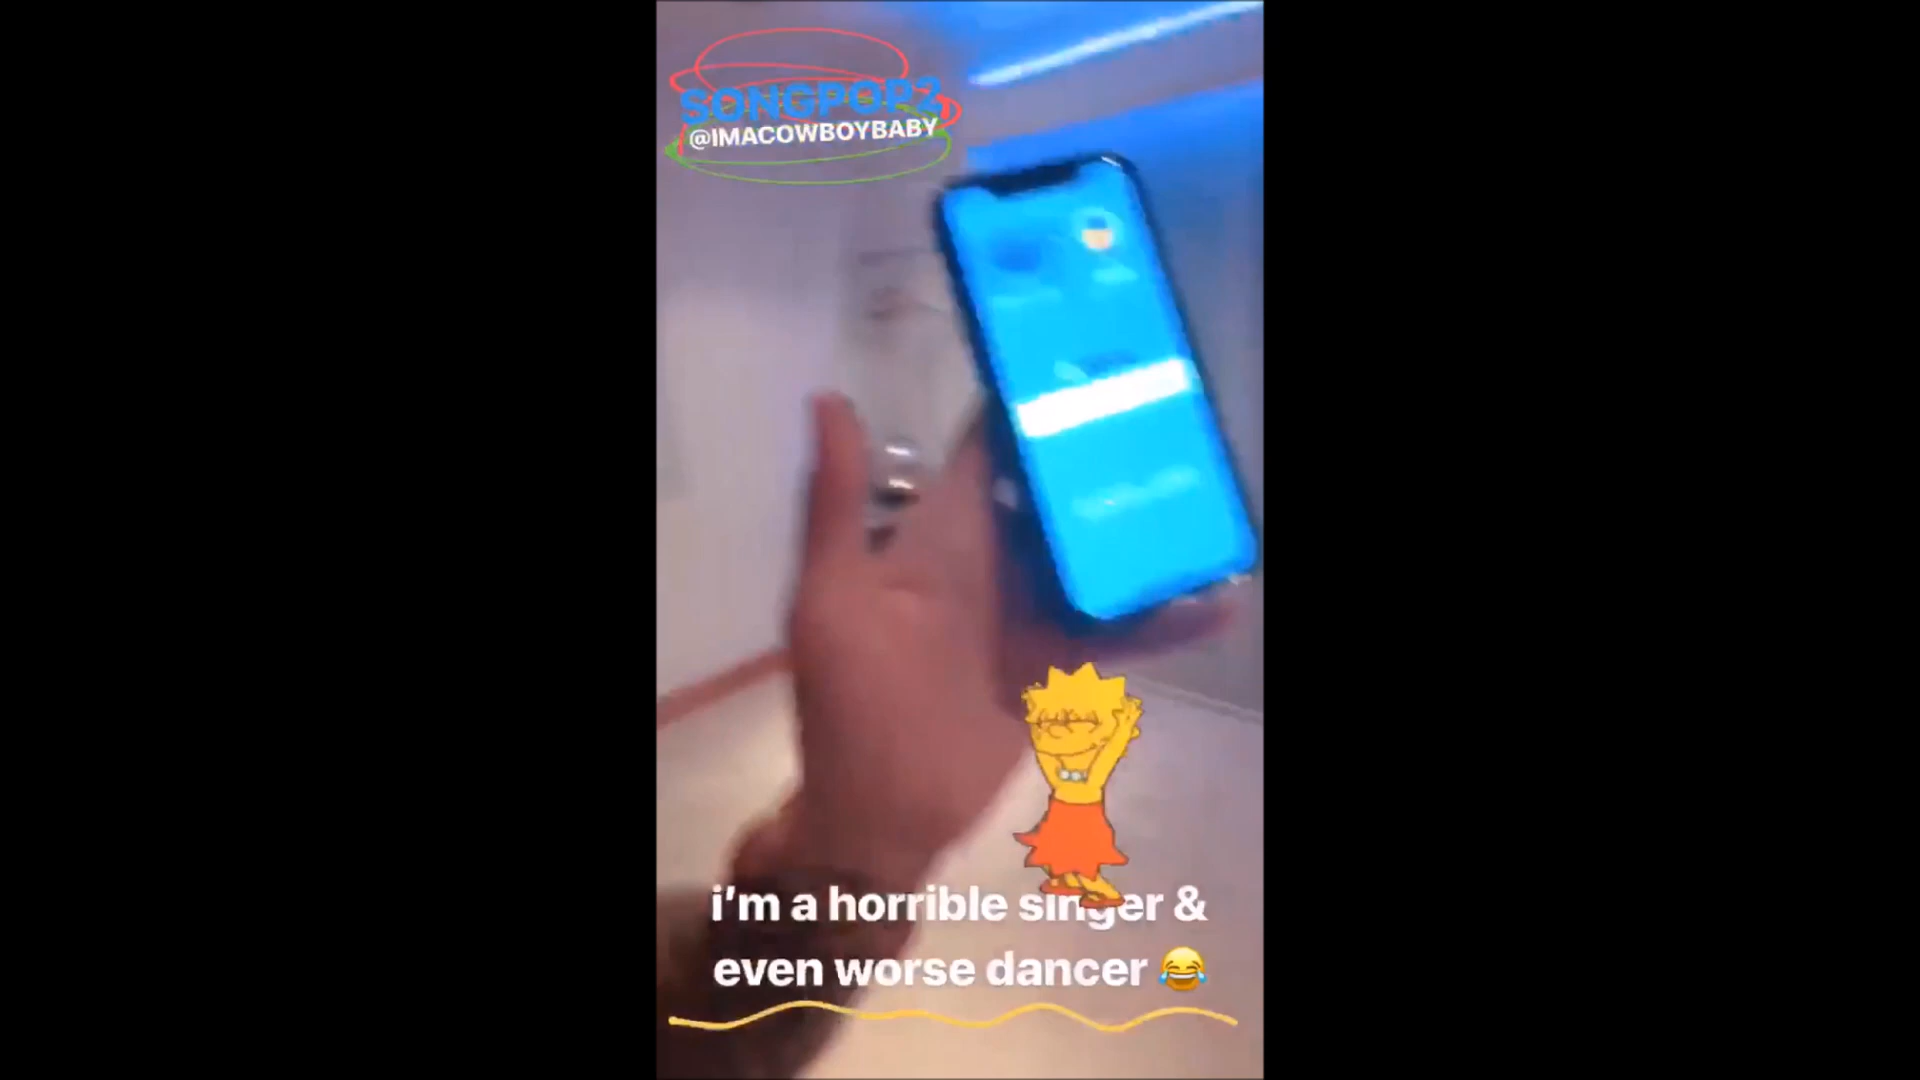 SONGPOP2
@IMACOWBOYBABY
i'm a horrible singer &
even worse dancer 😂